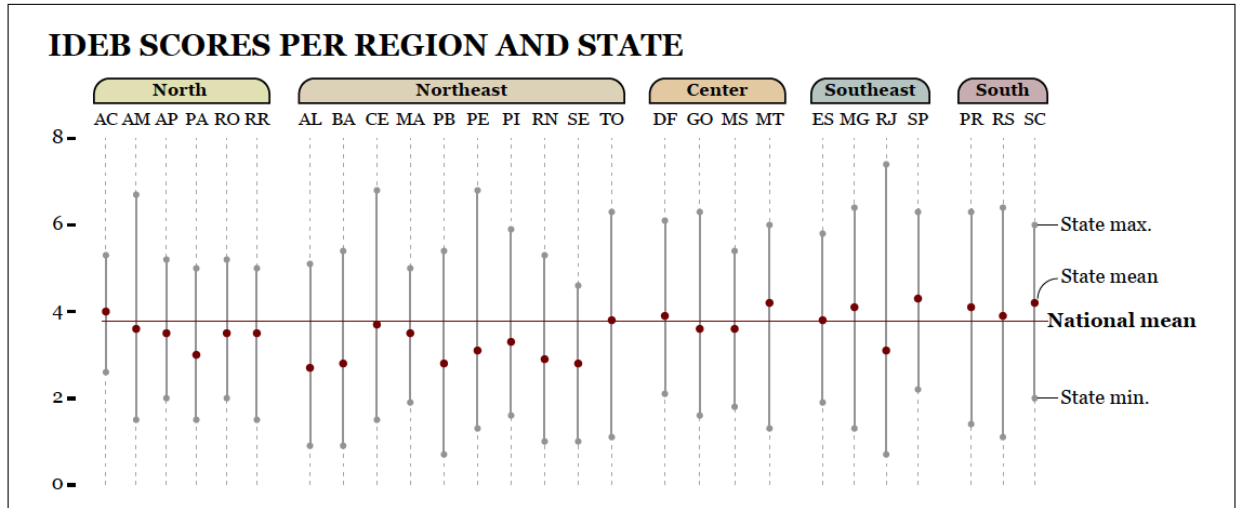 IDEB SCORES PER REGION AND STATE
North Northeast Center Southeast South
AC AM AP PA RO RR AL BA CE MA PB PE PI RN SE TO DF GO MS MT ES MG RJ SP PR RS SC
8
6
State max.
State mean
4
National mean
2
State min.
0